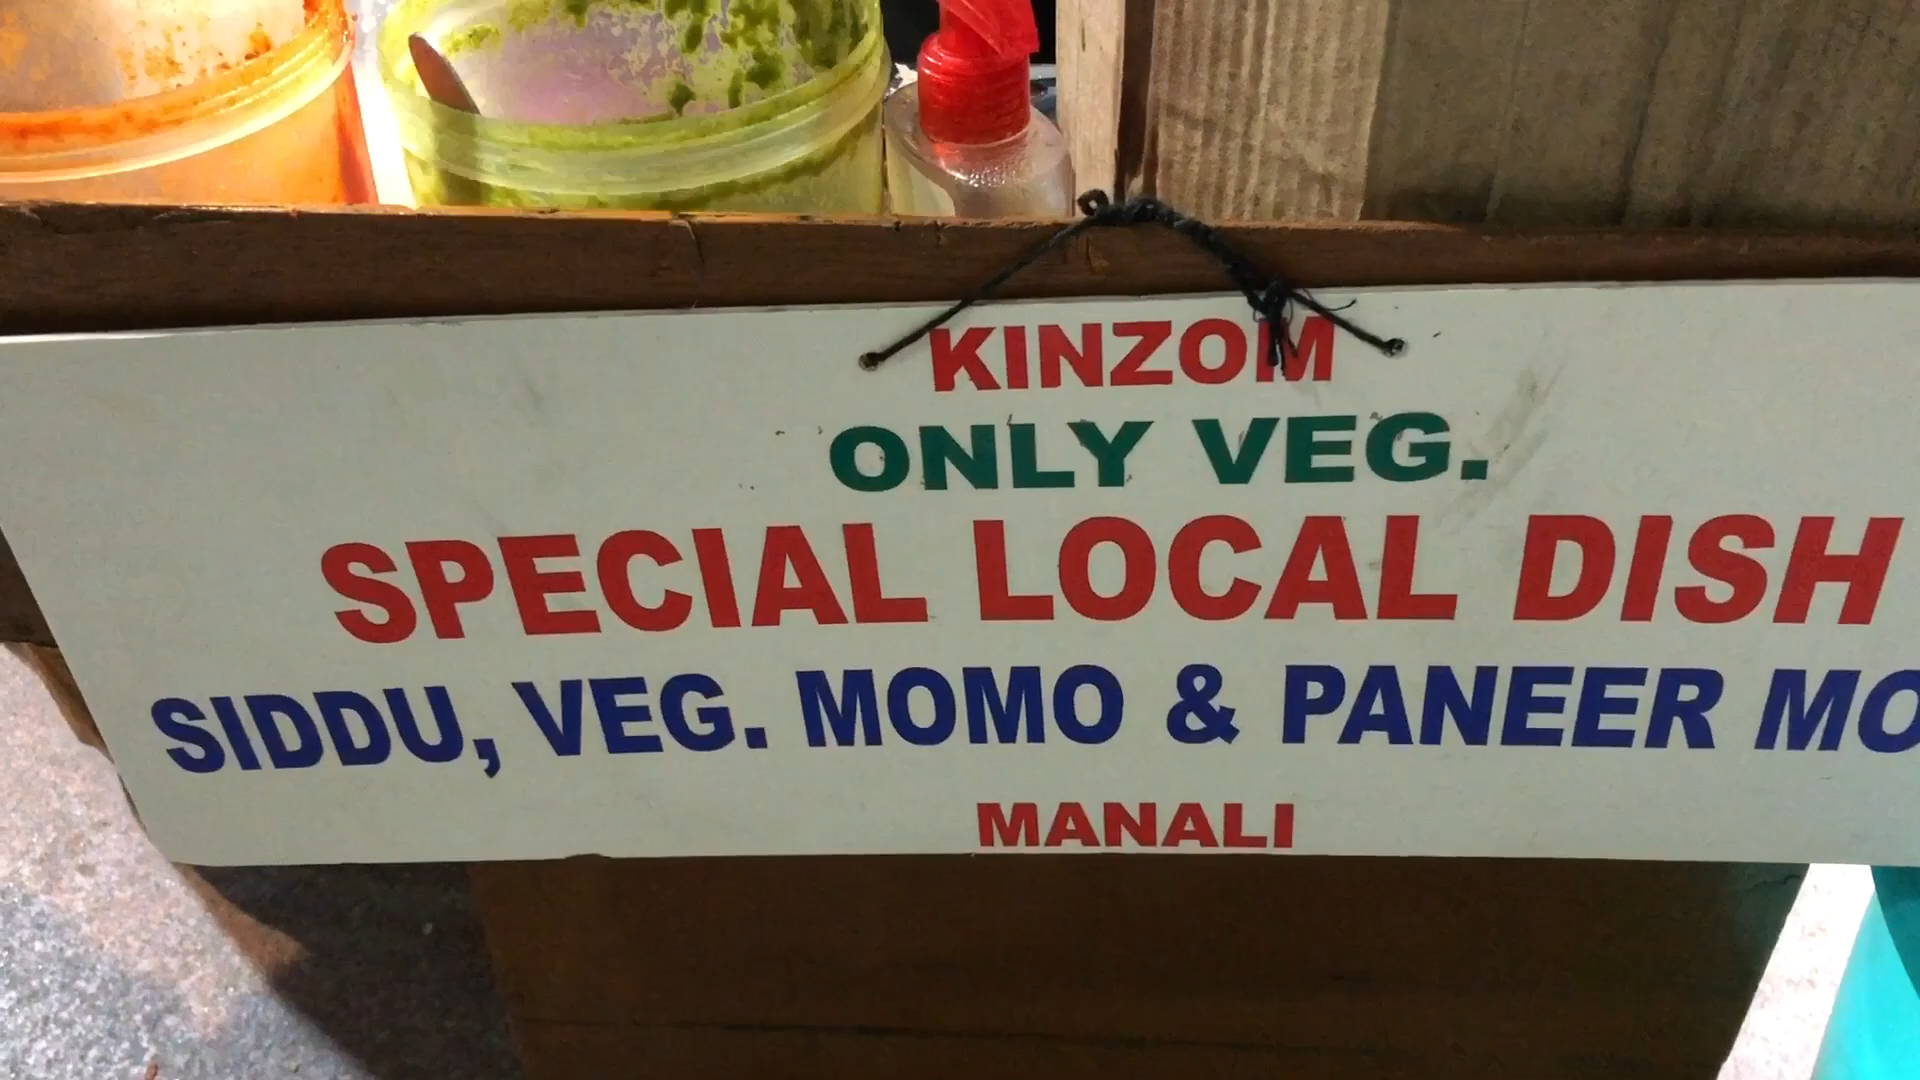 KINZOM
ONLY VEG.
SPECIAL LOCAL DISH
SIDDU, VEG. MOMO & PANEER MO
MANALI